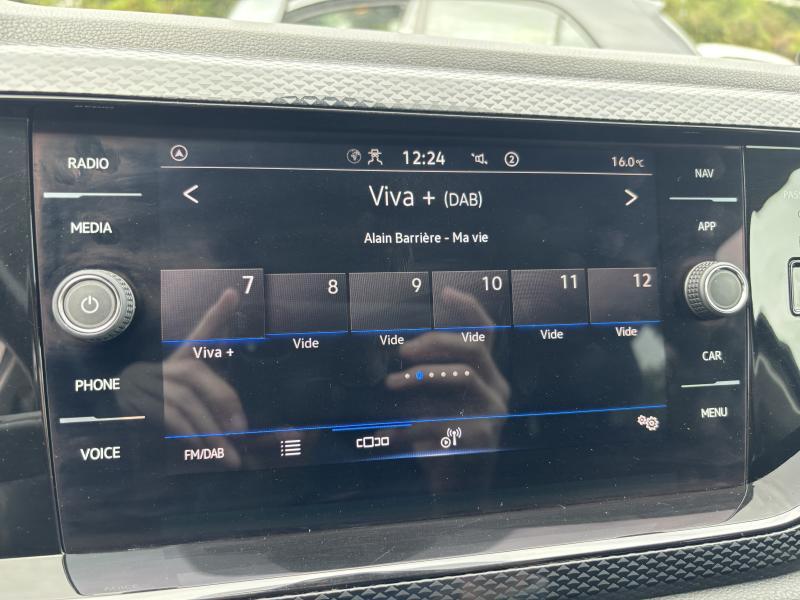 RADIO
MEDIA
PHONE
VOICE
12:24
2
16.0°C
Viva + (DAB)
Alain Barrière - Ma vie
7 8 9 10 11 12
Viva + Vide Vide Vide Vide Vide
FM/DAB
NAV
APP
CAR
MENU